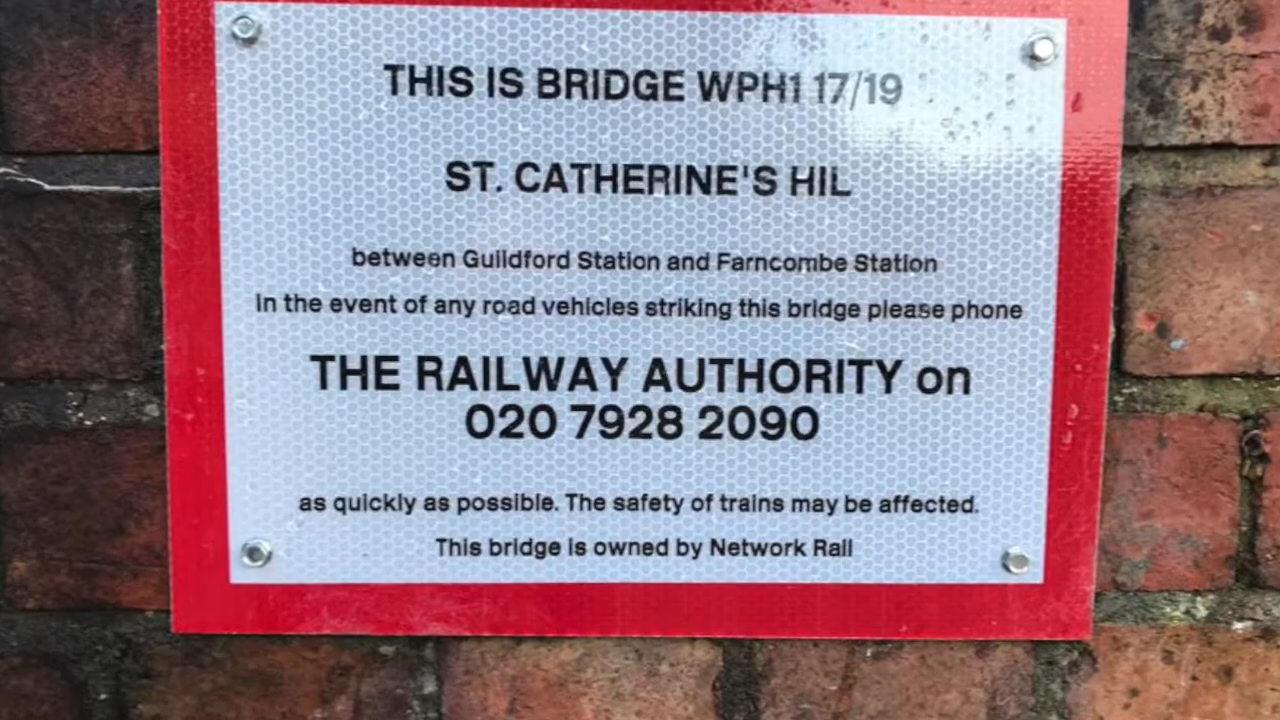 THIS IS BRIDGE WPH1 17/19
ST. CATHERINE'S HIL
between Guildford Station and Farncombe Station
In the event of any road vehicles striking this bridge please phone
THE RAILWAY AUTHORITY on
020 7928 2090
as quickly as possible. The safety of trains may be affected.
This bridge is owned by Network Rail